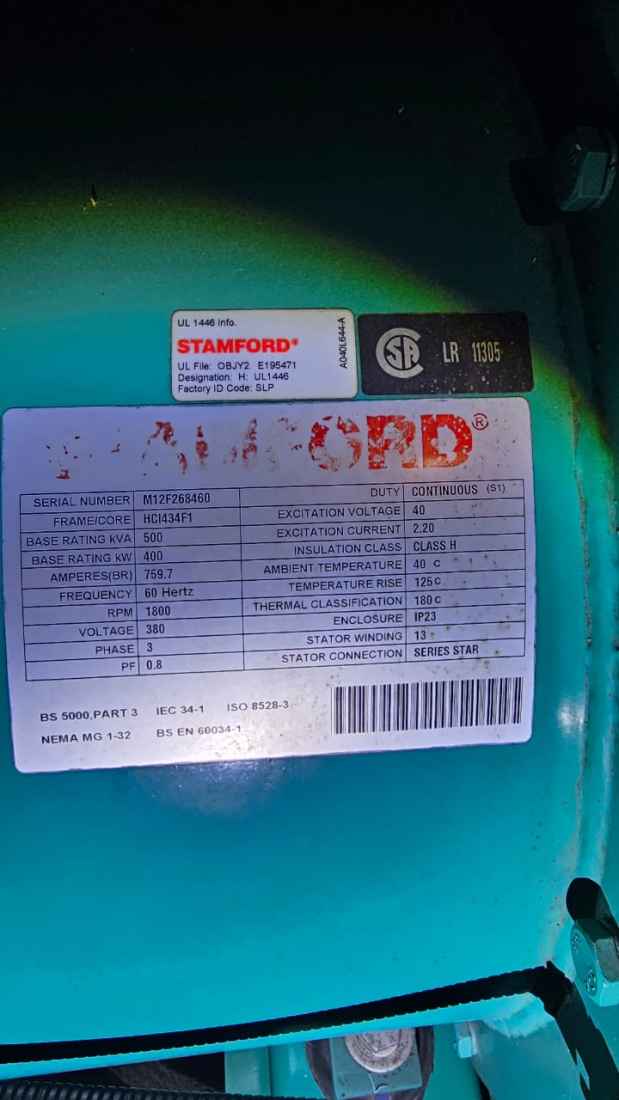 UL 1446 info.
STAMFORD®
UL File: OBJY2 E195471
Designation: H: UL1446
Factory ID Code: SLP
A040L644-A
CSA LR 11305
STAMFORD®
SERIAL NUMBER M12F268460
FRAME/CORE HCI434F1
BASE RATING kVA 500
BASE RATING kW 400
AMPERES(BR) 759.7
FREQUENCY 60 Hertz
RPM 1800
VOLTAGE 380
PHASE 3
PF 0.8
DUTY CONTINUOUS (S1)
EXCITATION VOLTAGE 40
EXCITATION CURRENT 2.20
INSULATION CLASS CLASS H
AMBIENT TEMPERATURE 40 C
TEMPERATURE RISE 125 C
THERMAL CLASSIFICATION 180 C
ENCLOSURE IP23
STATOR WINDING 13
STATOR CONNECTION SERIES STAR
BS 5000,PART 3 IEC 34-1 ISO 8528-3
NEMA MG 1-32 BS EN 60034-1